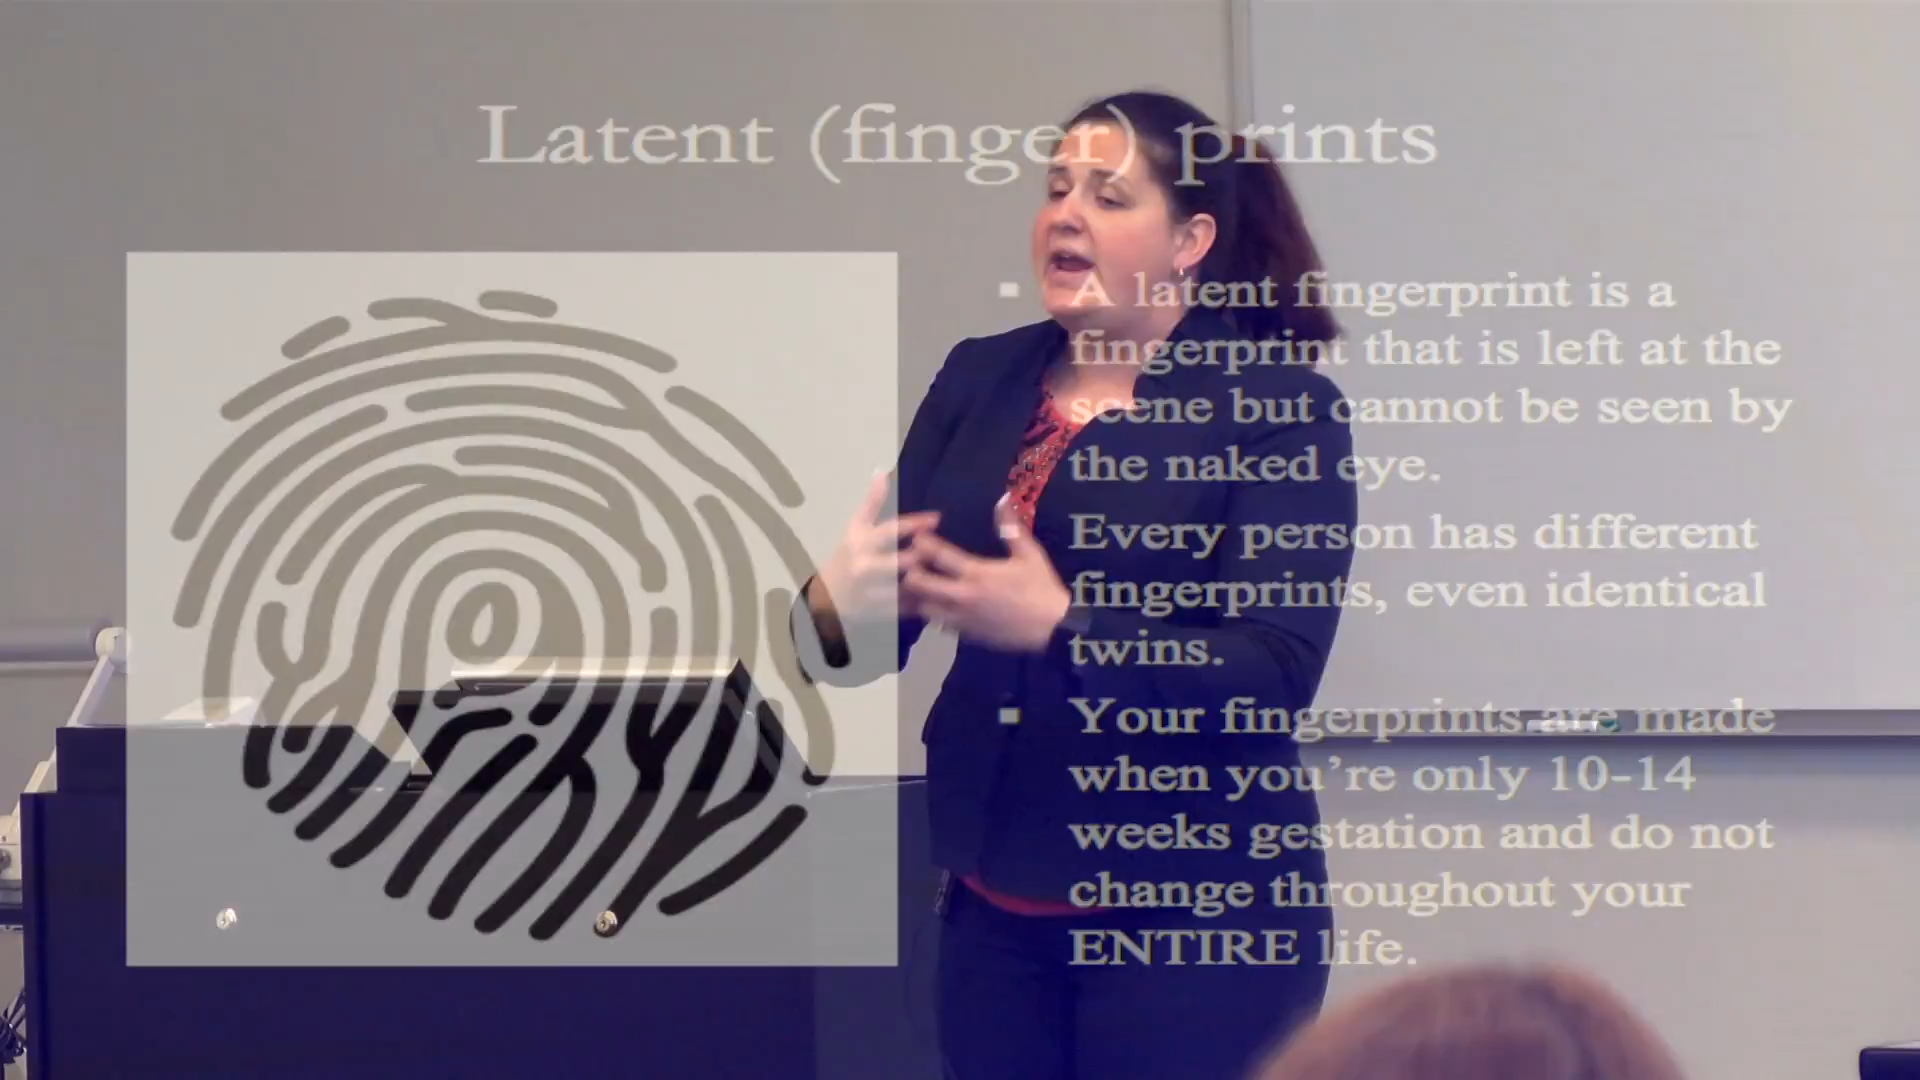 Latent (finger) prints
A latent fingerprint is a
fingerprint that is left at the
scene but cannot be seen by
the naked eye.
Every person has different
fingerprints, even identical
twins.
Your fingerprints are made
when you're only 10-14
weeks gestation and do not
change throughout your
ENTIRE life.